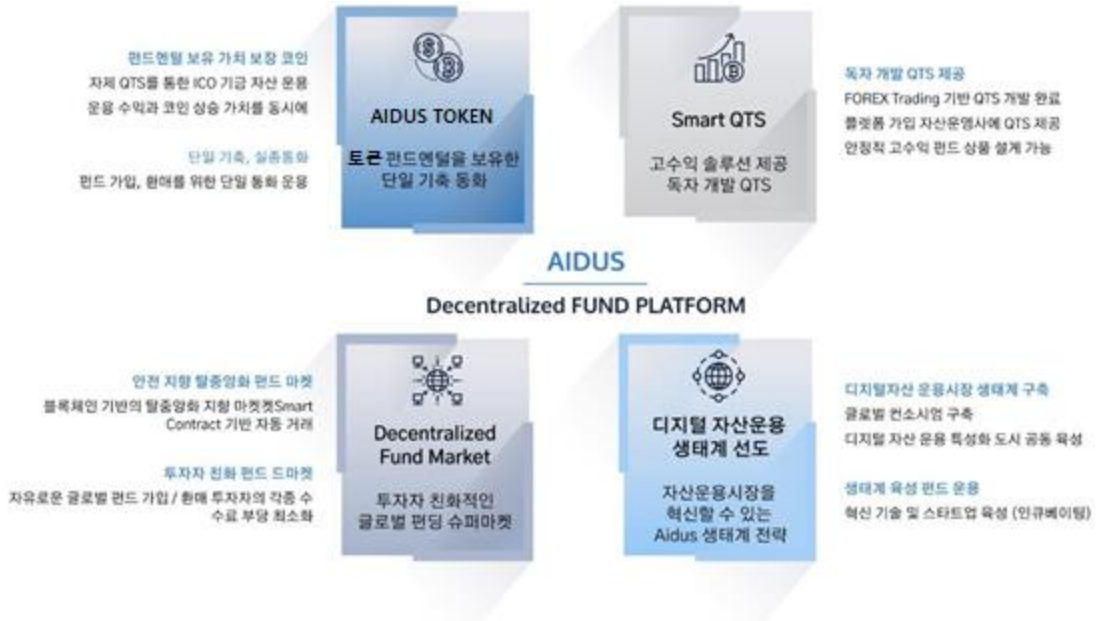 펀드멘털 보유 가치 보장 코인
자체 QTS를 통한 ICO 기금 자산 운용
운용 수익과 코인 상승 가치를 동시에
단일 기축, 실종통화
펀드 가입, 환매를 위한 단일 통화 운용
AIDUS TOKEN
토큰 펀드멘털을 보유한
단일 기축 통화
Smart QTS
고수익 솔루션 제공
독자 개발 QTS
독자 개발 QTS 제공
FOREX Trading 기반 QTS 개발 완료
플랫폼 가입 자산운영사에 QTS 제공
안정적 고수익 펀드 상품 설계 가능
AIDUS
Decentralized FUND PLATFORM
안전 지향 탈중앙화 펀드 마켓
블록체인 기반의 탈중앙화 지향 마켓켓Smart
Contract 기반 자동 거래
투자자 친화 펀드 드마켓
자유로운 글로벌 펀드 가입 / 환매 투자자의 각종 수
수료 부담 최소화
Decentralized
Fund Market
투자자 친화적인
글로벌 펀딩 슈퍼마켓
디지털 자산운용
생태계 선도
자산운용시장을
혁신할 수 있는
Aidus 생태계 전략
디지털자산 운용시장 생태계 구축
글로벌 컨소시엄 구축
디지털 자산 운용 특성화 도시 공동 육성
생태계 육성 펀드 운용
혁신 기술 및 스타트업 육성 (인큐베이팅)